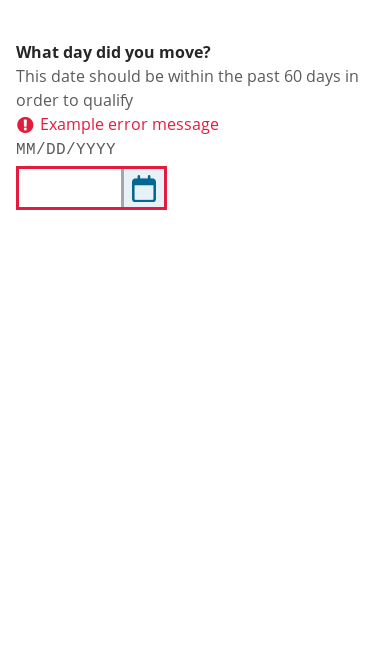 What day did you move?
This date should be within the past 60 days in
order to qualify
Example error message
MM/DD/YYYY